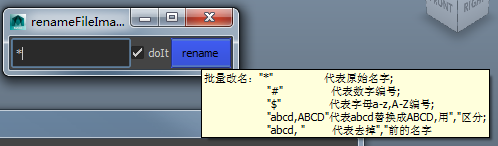 FRONT RIGHT
renameFileIma...
* doIt rename
批量改名："*" 代表原始名字;
"#" 代表数字编号;
"$" 代表字母a-z,A-Z编号;
"abcd,ABCD"代表abcd替换成ABCD,用","区分;
"abcd, " 代表去掉","前的名字